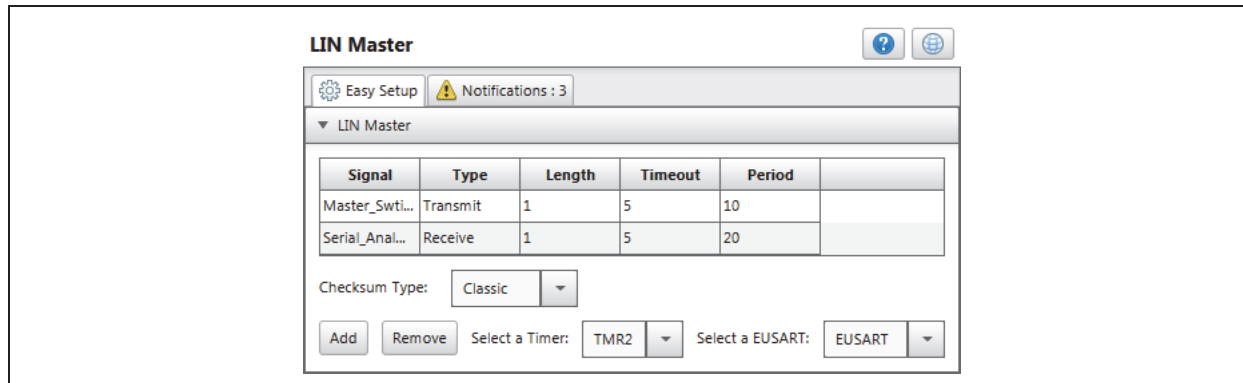 LIN Master
Easy Setup Notifications : 3
LIN Master
Signal Type Length Timeout Period
Master_Swti... Transmit 1 5 10
Serial_Anal... Receive 1 5 20
Checksum Type: Classic
Add Remove Select a Timer: TMR2 Select a EUSART: EUSART